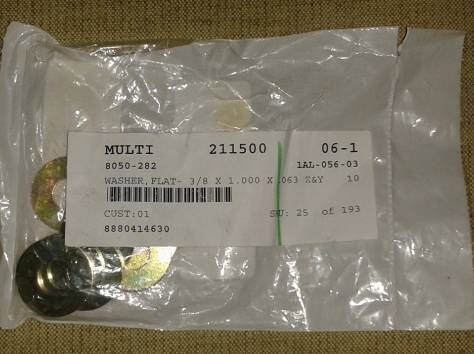 MULTI 211500 06-1
8050-282 1AL-056-03
WASHER,FLAT- 3/8 X 1.000 X .063 Z&Y 10
CUST:01 SU: 25 of 193
8880414630